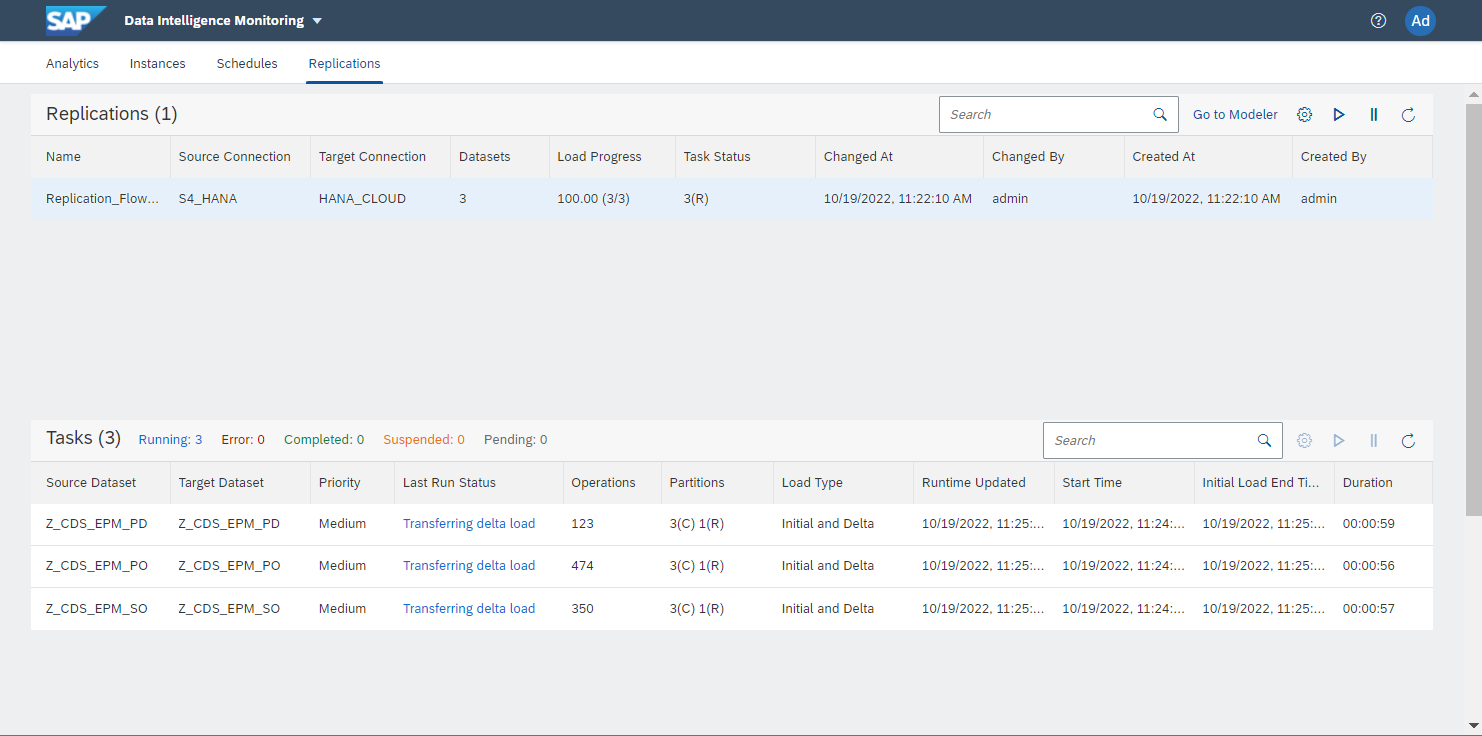 SAP Data Intelligence Monitoring Ad
Analytics Instances Schedules Replications
Replications (1) Search Go to Modeler
Name Source Connection Target Connection Datasets Load Progress Task Status Changed At Changed By Created At Created By
Replication_Flow... S4_HANA HANA_CLOUD 3 100.00 (3/3) 3(R) 10/19/2022, 11:22:10 AM admin 10/19/2022, 11:22:10 AM admin
Tasks (3) Running: 3 Error: 0 Completed: 0 Suspended: 0 Pending: 0 Search
Source Dataset Target Dataset Priority Last Run Status Operations Partitions Load Type Runtime Updated Start Time Initial Load End Ti... Duration
Z_CDS_EPM_PD Z_CDS_EPM_PD Medium Transferring delta load 123 3(C) 1(R) Initial and Delta 10/19/2022, 11:25:... 10/19/2022, 11:24:... 10/19/2022, 11:25:... 00:00:59
Z_CDS_EPM_PO Z_CDS_EPM_PO Medium Transferring delta load 474 3(C) 1(R) Initial and Delta 10/19/2022, 11:25:... 10/19/2022, 11:24:... 10/19/2022, 11:25:... 00:00:56
Z_CDS_EPM_SO Z_CDS_EPM_SO Medium Transferring delta load 350 3(C) 1(R) Initial and Delta 10/19/2022, 11:25:... 10/19/2022, 11:24:... 10/19/2022, 11:25:... 00:00:57